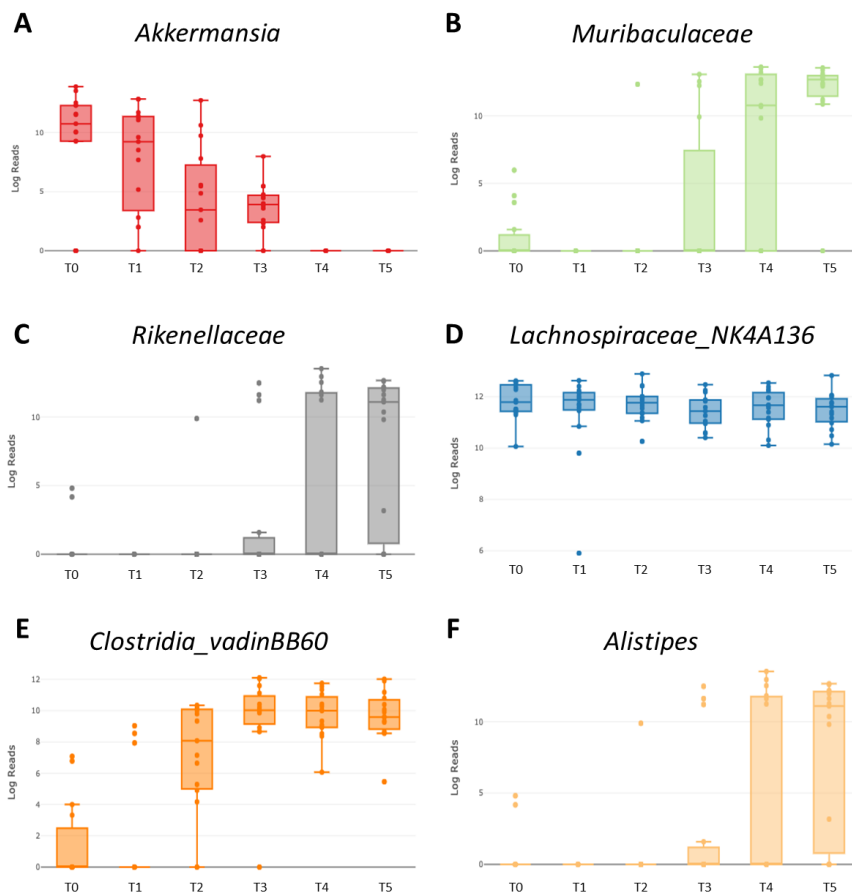 A Akkermansia
Log Reads
10
5
0
T0 T1 T2 T3 T4 T5
B Muribaculaceae
Log Reads
10
5
0
T0 T1 T2 T3 T4 T5
C Rikenellaceae
Log Reads
10
5
0
T0 T1 T2 T3 T4 T5
D Lachnospiraceae_NK4A136
Log Reads
12
10
8
6
T0 T1 T2 T3 T4 T5
E Clostridia_vadinBB60
Log Reads
12
10
8
6
4
2
0
T0 T1 T2 T3 T4 T5
F Alistipes
Log Reads
10
5
0
T0 T1 T2 T3 T4 T5